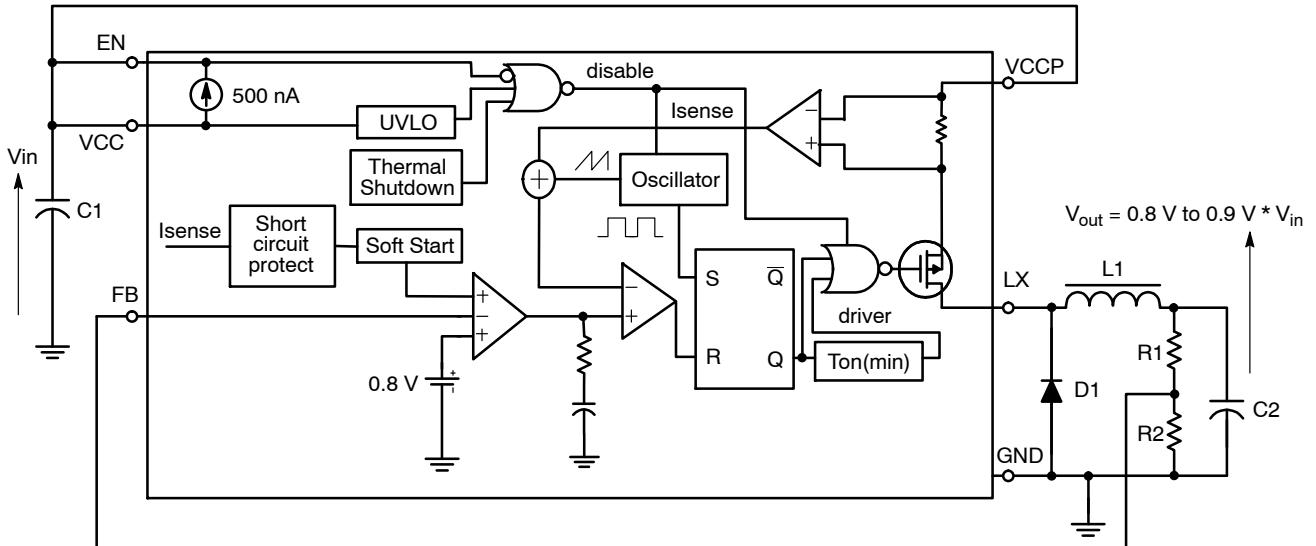 EN
VCCP
disable
500 nA
Isense
UVLO
VCC
Vin
Thermal
Shutdown
Oscillator
C1
Vout = 0.8 V to 0.9 V * Vin
Isense
Short
circuit
protect
Soft Start
S
Q
L1
LX
FB
driver
R1
R
Q
Ton(min)
0.8 V
D1
C2
R2
GND